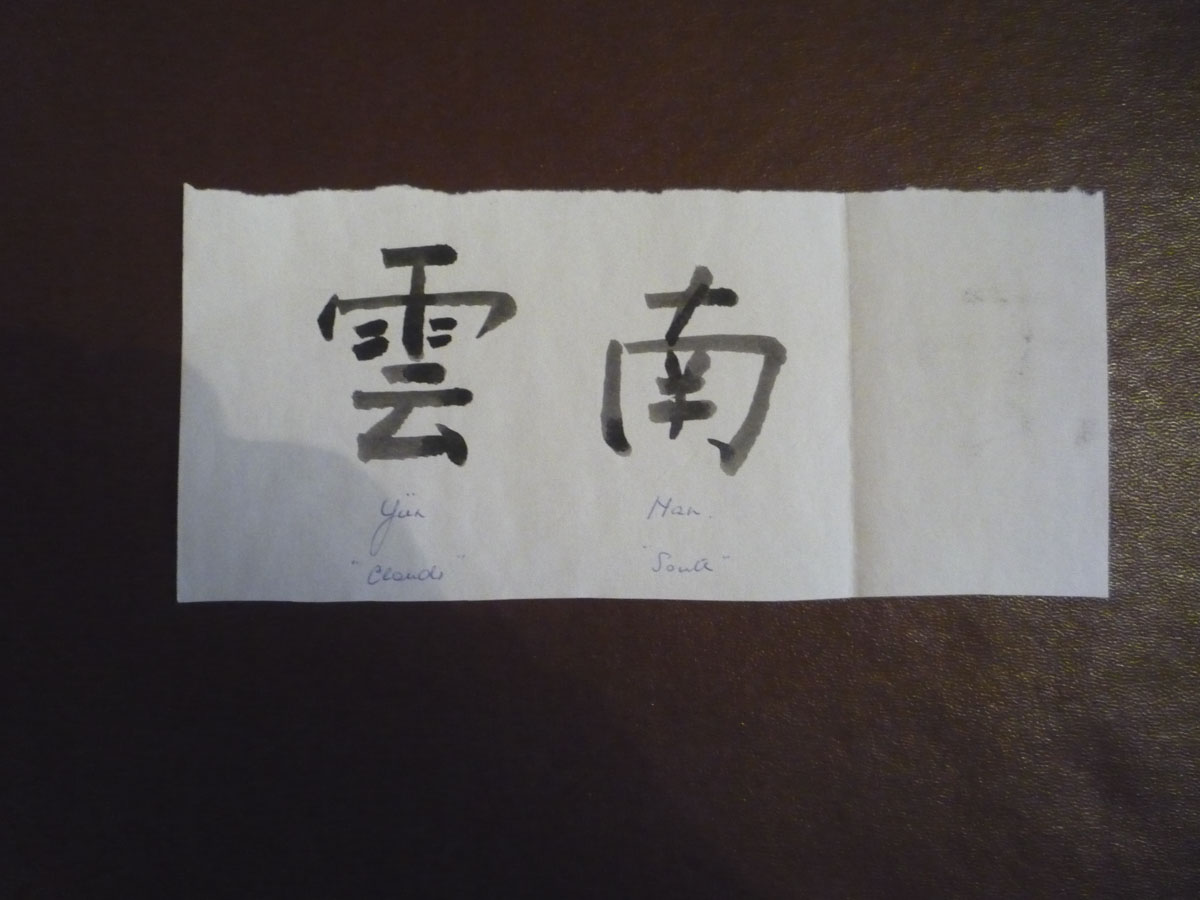 雲南
Yün Nan.
"Clouds" "South"